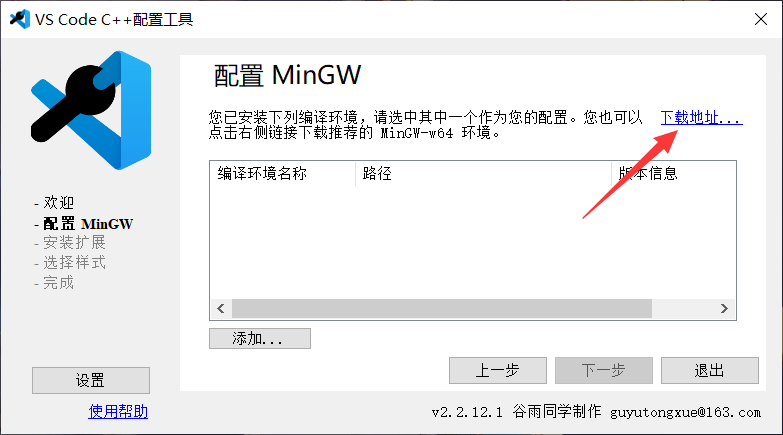 VS Code C++配置工具
配置 MinGW
您已安装下列编译环境，请选中其中一个作为您的配置。您也可以
点击右侧链接下载推荐的 MinGW-w64 环境。
下载地址...
编译环境名称 路径 版本信息
- 欢迎
- 配置 MinGW
- 安装扩展
- 选择样式
- 完成
添加...
上一步 下一步 退出
设置
使用帮助
v2.2.12.1 谷雨同学制作 guyutongxue@163.com